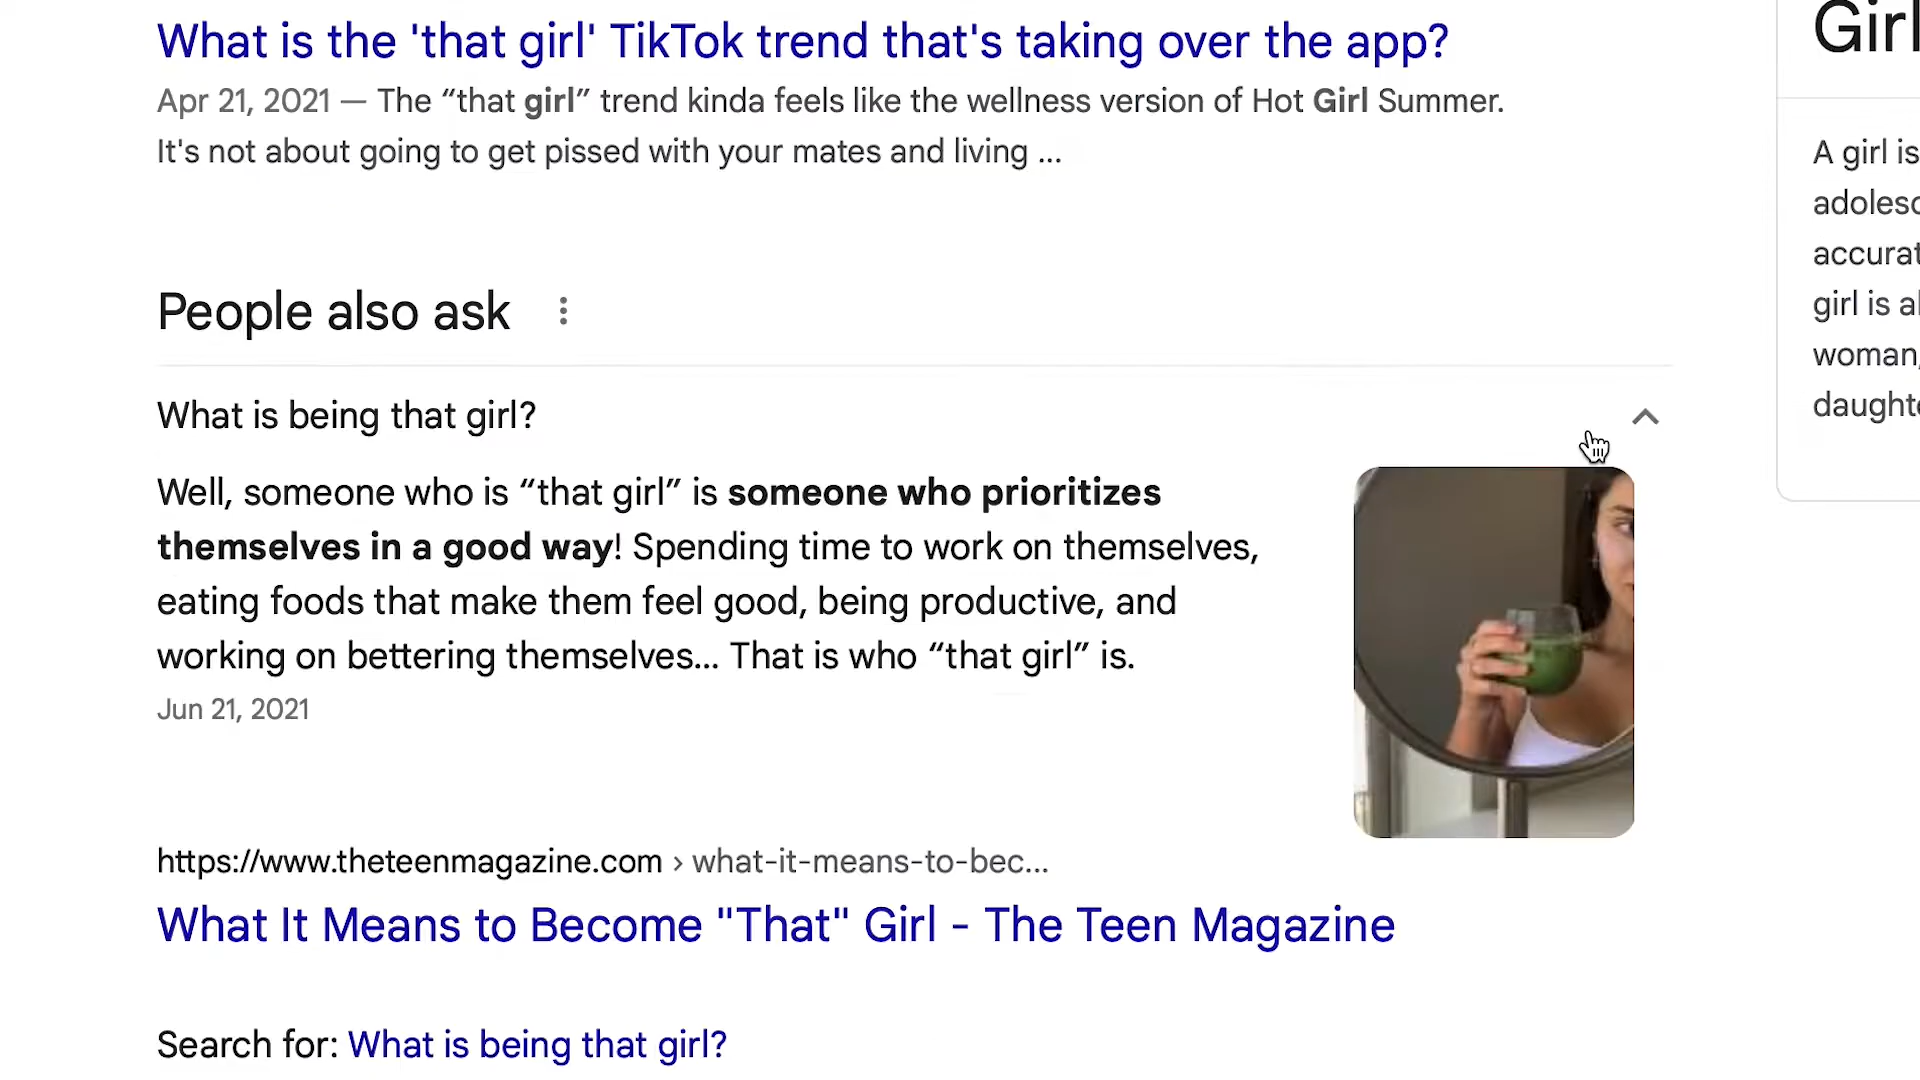 What is the 'that girl' TikTok trend that's taking over the app?
Apr 21, 2021 — The “that girl” trend kinda feels like the wellness version of Hot Girl Summer.
It's not about going to get pissed with your mates and living ...
People also ask
What is being that girl?
Well, someone who is “that girl” is someone who prioritizes
themselves in a good way! Spending time to work on themselves,
eating foods that make them feel good, being productive, and
working on bettering themselves... That is who “that girl” is.
Jun 21, 2021
https://www.theteenmagazine.com › what-it-means-to-bec...
What It Means to Become "That" Girl - The Teen Magazine
Search for: What is being that girl?
Girl
A girl is
girl is
woman,